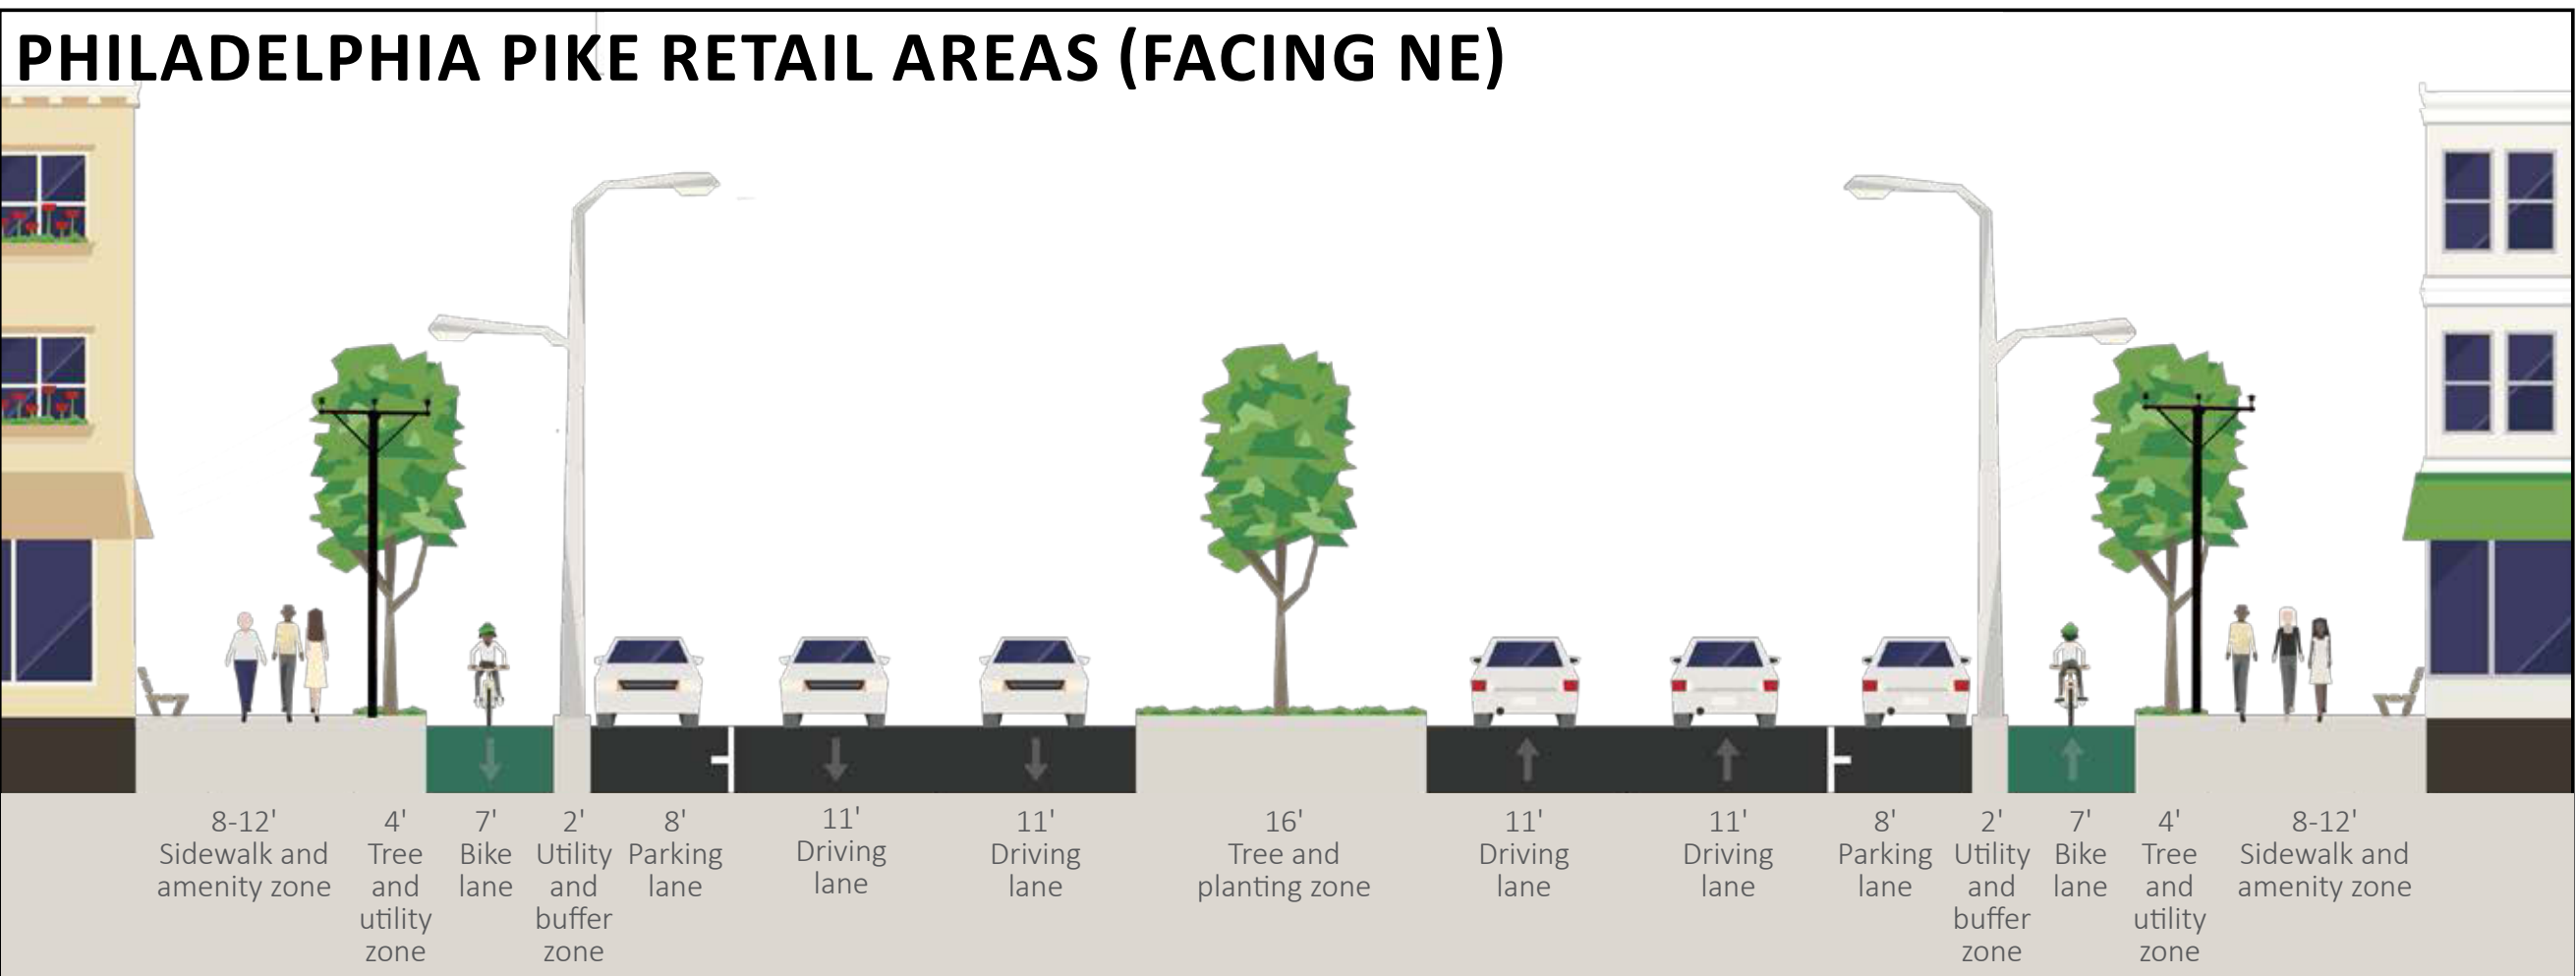 PHILADELPHIA PIKE RETAIL AREAS (FACING NE)
8-12'
Sidewalk and
amenity zone
4'
Tree
and
utility
zone
7'
Bike
lane
2'
Utility
and
buffer
zone
8'
Parking
lane
11'
Driving
lane
11'
Driving
lane
16'
Tree and
planting zone
11'
Driving
lane
11'
Driving
lane
8'
Parking
lane
2'
Utility
and
buffer
zone
7'
Bike
lane
4'
Tree
and
utility
zone
8-12'
Sidewalk and
amenity zone